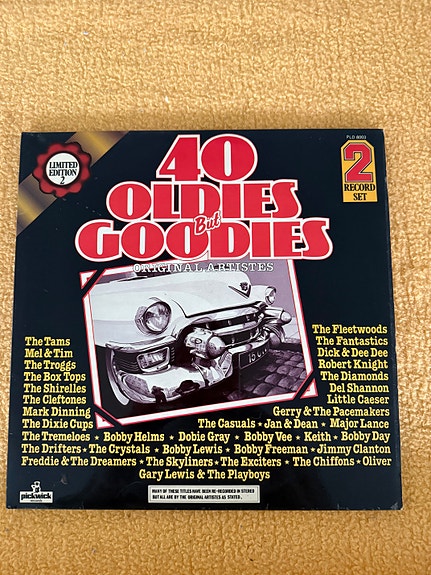 PLD 8003
LIMITED
EDITION
2
40
OLDIES
But
GOODIES
ORIGINAL ARTISTES
2
RECORD
SET
The Tams
Mel & Tim
The Troggs
The Box Tops
The Shirelles
The Cleftones
Mark Dinning
The Dixie Cups
The Fleetwoods
The Fantastics
Dick & Dee Dee
Robert Knight
The Diamonds
Del Shannon
Little Caeser
Gerry & The Pacemakers
The Casuals • Jan & Dean • Major Lance
The Tremeloes • Bobby Helms • Dobie Gray • Bobby Vee • Keith • Bobby Day
The Drifters • The Crystals • Bobby Lewis • Bobby Freeman • Jimmy Clanton
Freddie & The Dreamers • The Skyliners • The Exciters • The Chiffons • Oliver
Gary Lewis & The Playboys
pickwick
records
MANY OF THESE TITLES HAVE BEEN RE-RECORDED IN STEREO
BUT ALL ARE BY THE ORIGINAL ARTISTES AS STATED.